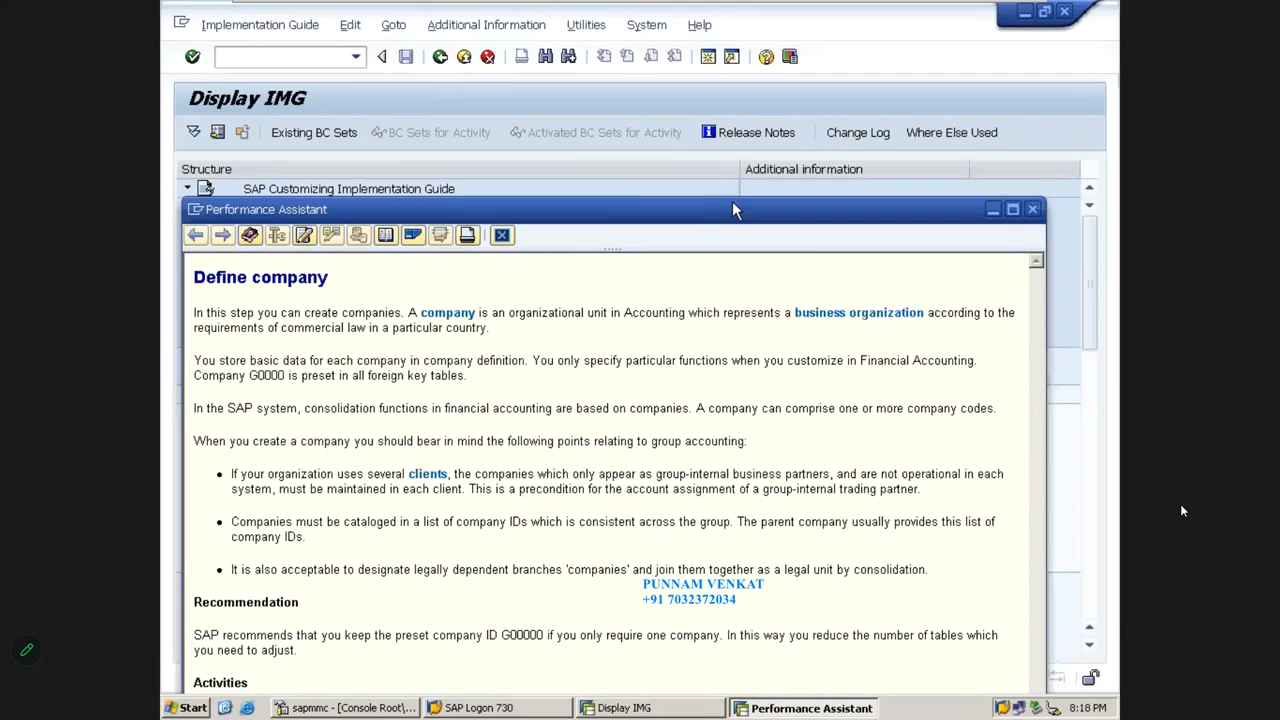 Implementation Guide Edit Goto Additional Information Utilities System Help
Display IMG
Existing BC Sets BC Sets for Activity Activated BC Sets for Activity Release Notes Change Log Where Else Used
Structure Additional information
SAP Customizing Implementation Guide
Performance Assistant
Define company
In this step you can create companies. A company is an organizational unit in Accounting which represents a business organization according to the
requirements of commercial law in a particular country.
You store basic data for each company in company definition. You only specify particular functions when you customize in Financial Accounting.
Company G0000 is preset in all foreign key tables.
In the SAP system, consolidation functions in financial accounting are based on companies. A company can comprise one or more company codes.
When you create a company you should bear in mind the following points relating to group accounting:
• If your organization uses several clients, the companies which only appear as group-internal business partners, and are not operational in each
system, must be maintained in each client. This is a precondition for the account assignment of a group-internal trading partner.
• Companies must be cataloged in a list of company IDs which is consistent across the group. The parent company usually provides this list of
company IDs.
• It is also acceptable to designate legally dependent branches 'companies' and join them together as a legal unit by consolidation.
PUNNAM VENKAT
+91 7032372034
Recommendation
SAP recommends that you keep the preset company ID G00000 if you only require one company. In this way you reduce the number of tables which
you need to adjust.
Activities
Start sapmmc - [Console Root\... SAP Logon 730 Display IMG Performance Assistant 8:18 PM